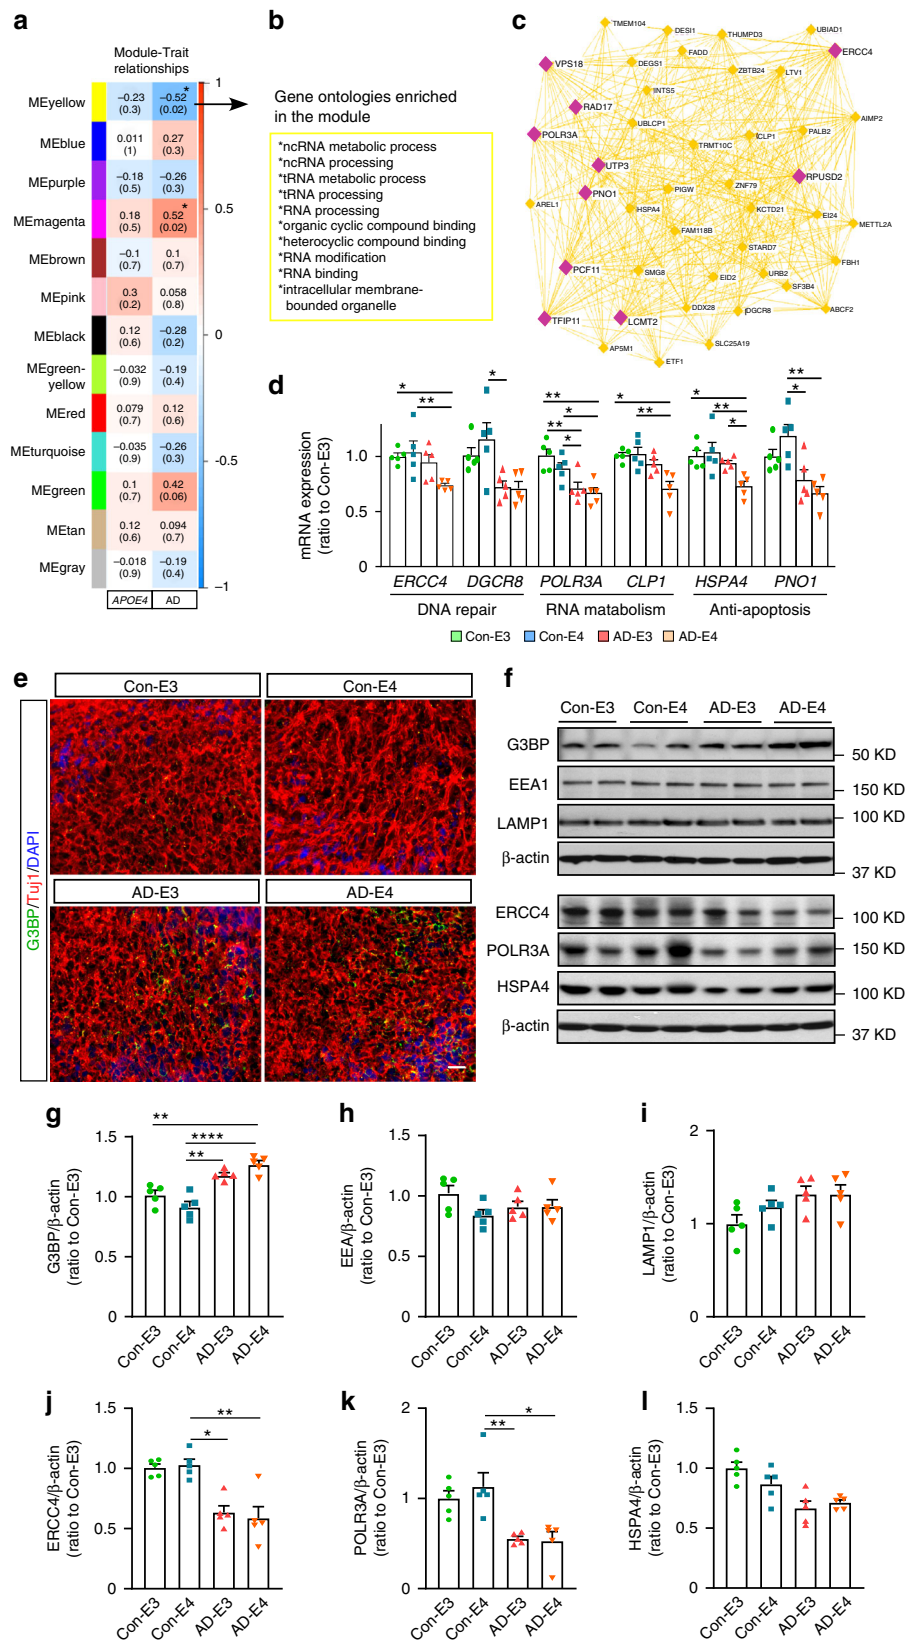 a
Module-Trait
relationships
MEyellow
−0.23
(0.3)
−0.52
(0.02)
*
MEblue
0.011
(1)
0.27
(0.3)
MEpurple
−0.18
(0.5)
−0.26
(0.3)
MEmagenta
0.18
(0.5)
0.52
(0.02)
*
MEbrown
−0.1
(0.7)
0.1
(0.7)
MEpink
0.3
(0.2)
0.058
(0.8)
MEblack
0.12
(0.6)
−0.28
(0.2)
MEgreen-
yellow
−0.032
(0.9)
−0.19
(0.4)
MEred
0.079
(0.7)
0.12
(0.6)
MEturquoise
−0.035
(0.9)
−0.26
(0.3)
MEgreen
0.1
(0.7)
0.42
(0.06)
MEtan
0.12
(0.6)
0.094
(0.7)
MEgray
−0.018
(0.9)
−0.19
(0.4)
APOE4
AD
1
0.5
0
−0.5
−1
b
Gene ontologies enriched
in the module
*ncRNA metabolic process
*ncRNA processing
*tRNA metabolic process
*tRNA processing
*RNA processing
*organic cyclic compound binding
*heterocyclic compound binding
*RNA modification
*RNA binding
*intracellular membrane-
bounded organelle
c
TMEM104
DESI1
THUMPD3
UBIAD1
ERCC4
FADD
VPS18
DEGS1
ZBTB24
LTV1
INTS5
RAD17
AIMP2
UBLCP1
POLR3A
CLP1
PALB2
TRMT10C
UTP3
RPUSD2
PIGW
ZNF79
PNO1
AREL1
HSPA4
KCTD21
EI24
METTL2A
FAM118B
STARD7
FBH1
PCF11
SMG8
EID2
URB2
SF3B4
DDX28
DGCR8
ABCF2
TFIP11
LCMT2
AP5M1
SLC25A19
ETF1
d
mRNA expression
(ratio to Con-E3)
1.0
0.5
0
*
**
*
**
*
**
*
*
**
*
**
*
**
*
ERCC4
DGCR8
POLR3A
CLP1
HSPA4
PNO1
DNA repair
RNA matabolism
Anti-apoptosis
Con-E3
Con-E4
AD-E3
AD-E4
e
G3BP/Tuj1/DAPI
Con-E3
Con-E4
AD-E3
AD-E4
f
Con-E3
Con-E4
AD-E3
AD-E4
G3BP
50 KD
EEA1
150 KD
LAMP1
100 KD
β-actin
37 KD
ERCC4
100 KD
POLR3A
150 KD
HSPA4
100 KD
β-actin
37 KD
g
G3BP/β-actin
(ratio to Con-E3)
1.5
1.0
0.5
0
**
****
**
Con-E3
Con-E4
AD-E3
AD-E4
h
EEA/β-actin
(ratio to Con-E3)
1.5
1.0
0.5
0
Con-E3
Con-E4
AD-E3
AD-E4
i
LAMP1/β-actin
(ratio to Con-E3)
2
1
0
Con-E3
Con-E4
AD-E3
AD-E4
j
ERCC4/β-actin
(ratio to Con-E3)
1.5
1.0
0.5
0
**
*
Con-E3
Con-E4
AD-E3
AD-E4
k
POLR3A/β-actin
(ratio to Con-E3)
2
1
0
*
**
Con-E3
Con-E4
AD-E3
AD-E4
l
HSPA4/β-actin
(ratio to Con-E3)
1.5
1.0
0.5
0
Con-E3
Con-E4
AD-E3
AD-E4